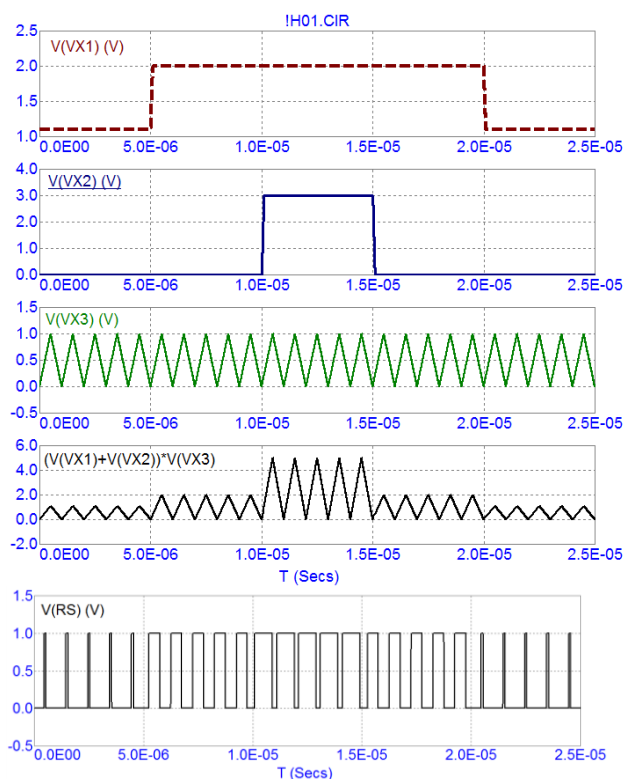 !H01.CIR
2.5
V(VX1) (V)
2.0
1.5
1.0
0.0E00 5.0E-06 1.0E-05 1.5E-05 2.0E-05 2.5E-05
4.0
V(VX2) (V)
3.0
2.0
1.0
0.0
0.0E00 5.0E-06 1.0E-05 1.5E-05 2.0E-05 2.5E-05
1.5
V(VX3) (V)
1.0
0.5
0.0
-0.5
0.0E00 5.0E-06 1.0E-05 1.5E-05 2.0E-05 2.5E-05
6.0
(V(VX1)+V(VX2))*V(VX3)
4.0
2.0
0.0
-2.0
0.0E00 5.0E-06 1.0E-05 1.5E-05 2.0E-05 2.5E-05
T (Secs)
1.5
V(RS) (V)
1.0
0.5
0.0
-0.5
0.0E00 5.0E-06 1.0E-05 1.5E-05 2.0E-05 2.5E-05
T (Secs)